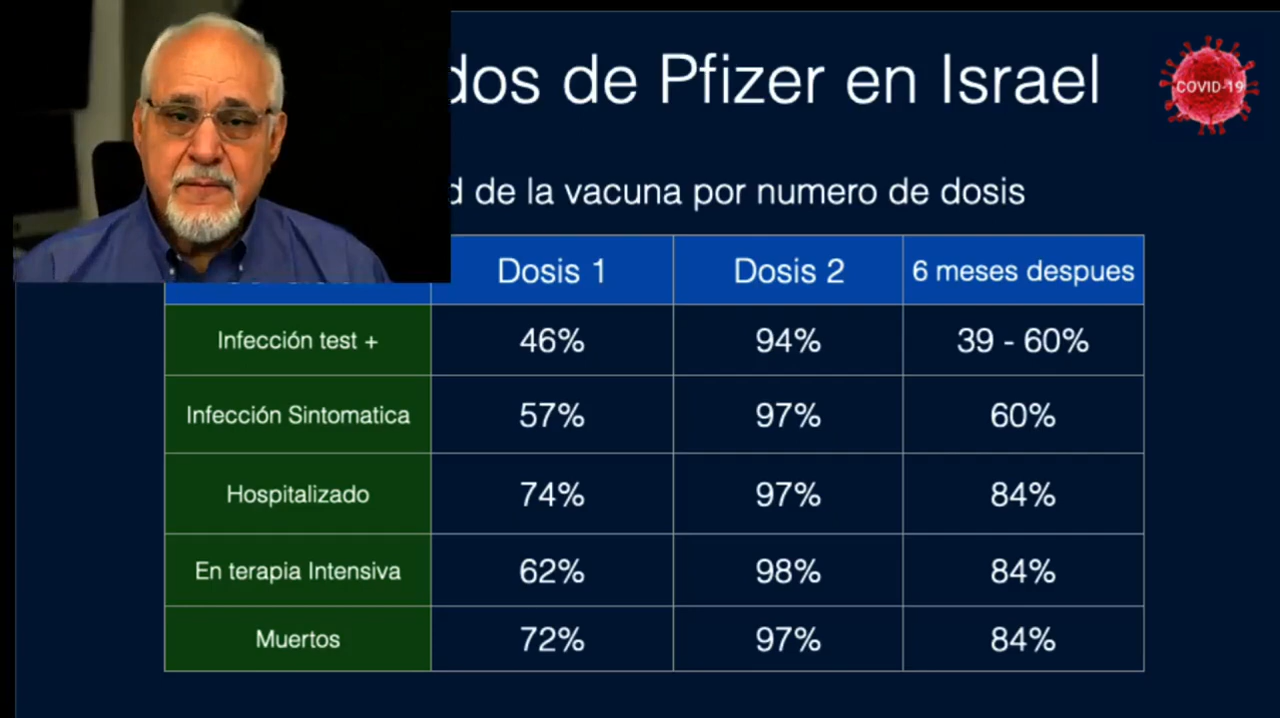 dos de Pfizer en Israel
COVID-19
d de la vacuna por numero de dosis
Dosis 1 Dosis 2 6 meses despues
Infección test + 46% 94% 39 - 60%
Infección Sintomatica 57% 97% 60%
Hospitalizado 74% 97% 84%
En terapia Intensiva 62% 98% 84%
Muertos 72% 97% 84%